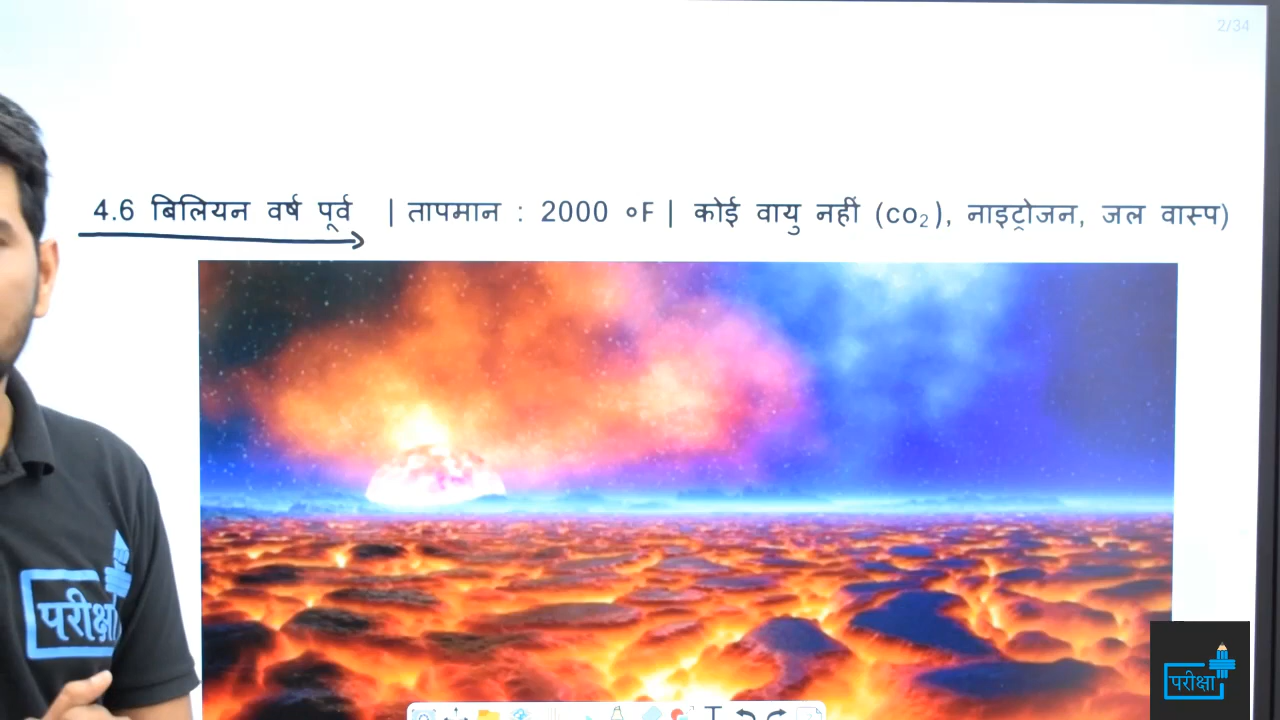 2/34
4.6 बिलियन वर्ष पूर्व | तापमान : 2000 °F | कोई वायु नहीं (co₂), नाइट्रोजन, जल वास्प)
परीक्षा
परीक्षा